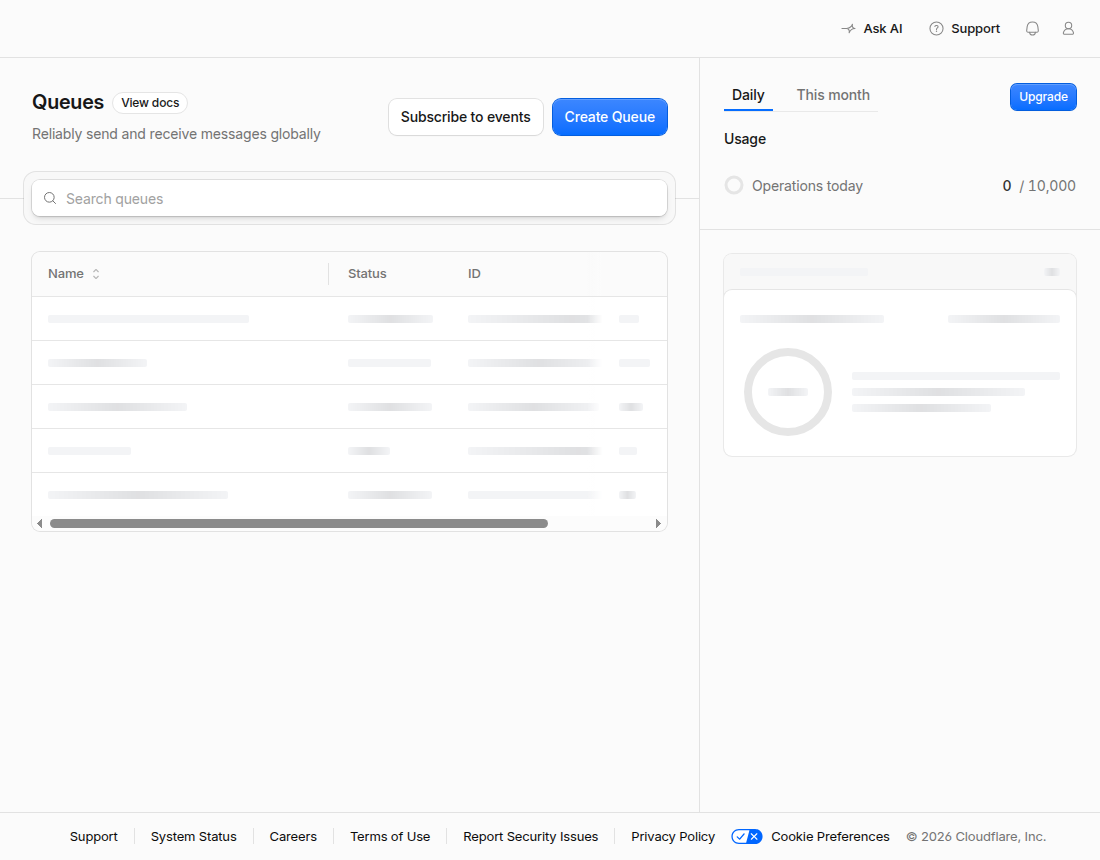 Ask AI
Support
Queues
View docs
Reliably send and receive messages globally
Subscribe to events
Create Queue
Search queues
Name
Status
ID
Daily
This month
Upgrade
Usage
Operations today
0 / 10,000
Support
System Status
Careers
Terms of Use
Report Security Issues
Privacy Policy
Cookie Preferences
© 2026 Cloudflare, Inc.